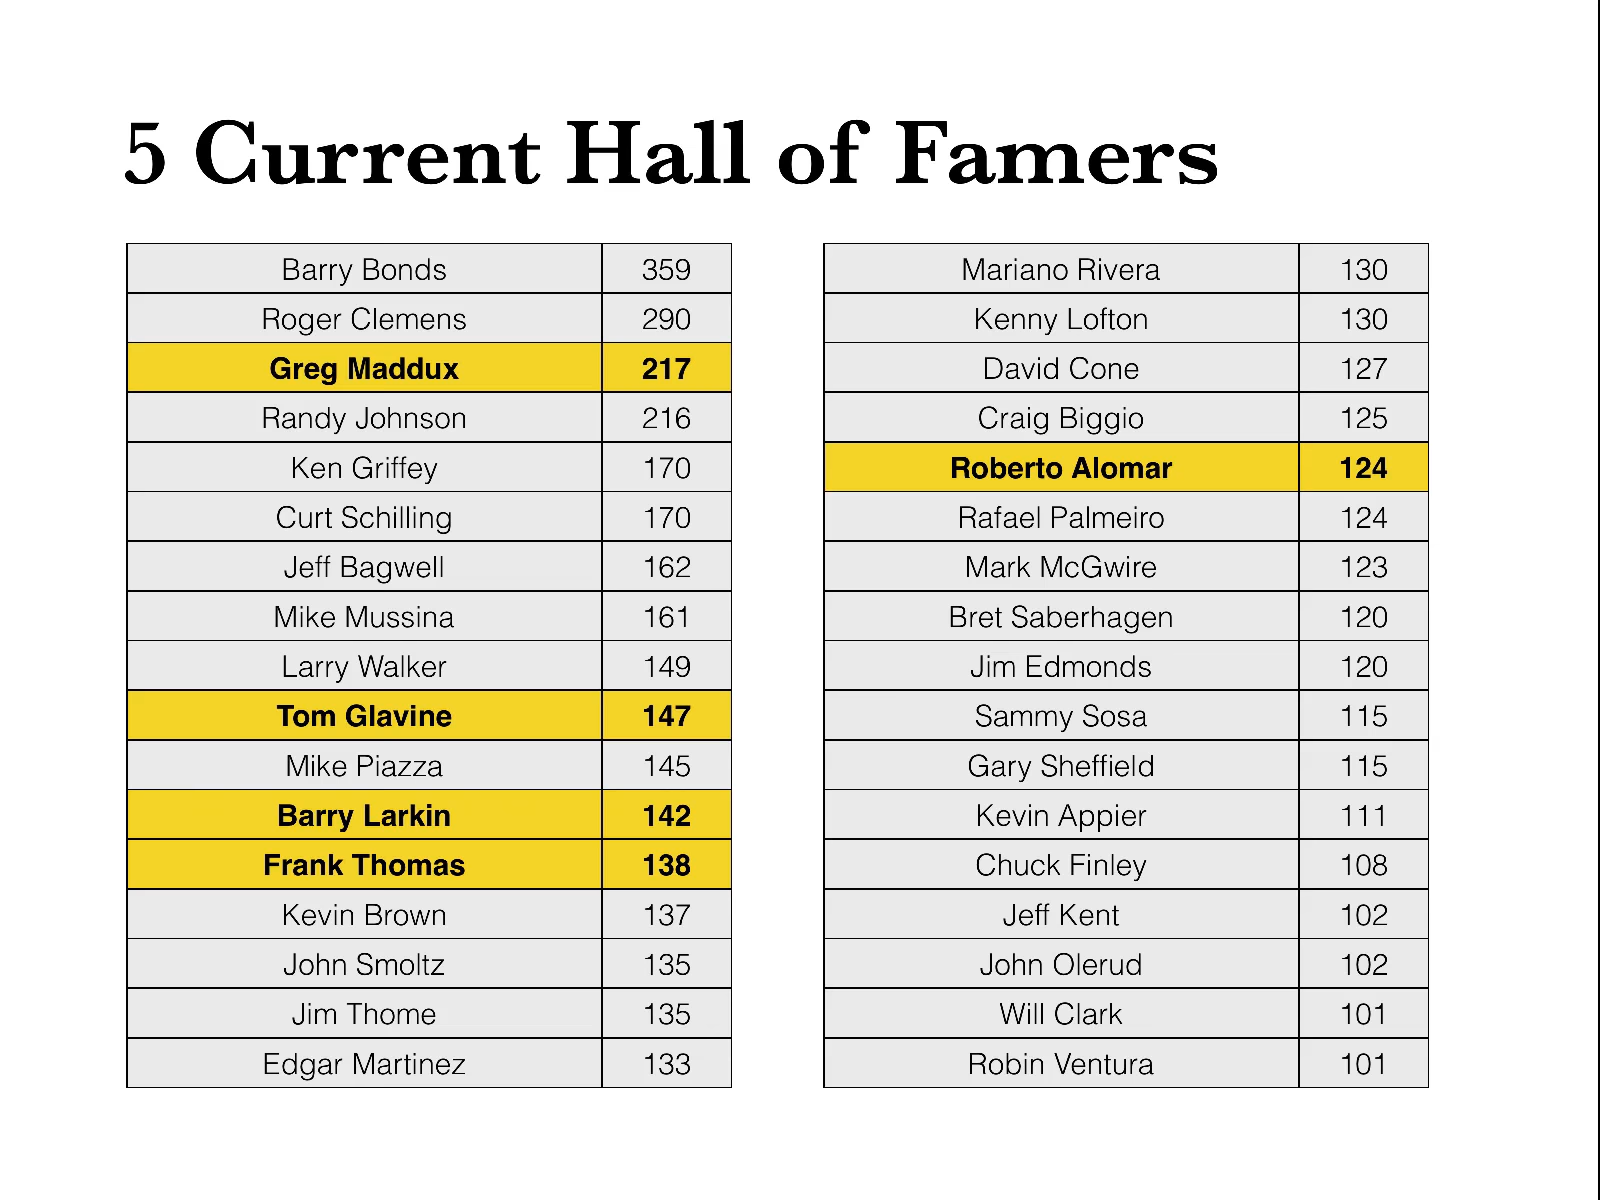 5 Current Hall of Famers
Barry Bonds 359
Roger Clemens 290
Greg Maddux 217
Randy Johnson 216
Ken Griffey 170
Curt Schilling 170
Jeff Bagwell 162
Mike Mussina 161
Larry Walker 149
Tom Glavine 147
Mike Piazza 145
Barry Larkin 142
Frank Thomas 138
Kevin Brown 137
John Smoltz 135
Jim Thome 135
Edgar Martinez 133
Mariano Rivera 130
Kenny Lofton 130
David Cone 127
Craig Biggio 125
Roberto Alomar 124
Rafael Palmeiro 124
Mark McGwire 123
Bret Saberhagen 120
Jim Edmonds 120
Sammy Sosa 115
Gary Sheffield 115
Kevin Appier 111
Chuck Finley 108
Jeff Kent 102
John Olerud 102
Will Clark 101
Robin Ventura 101